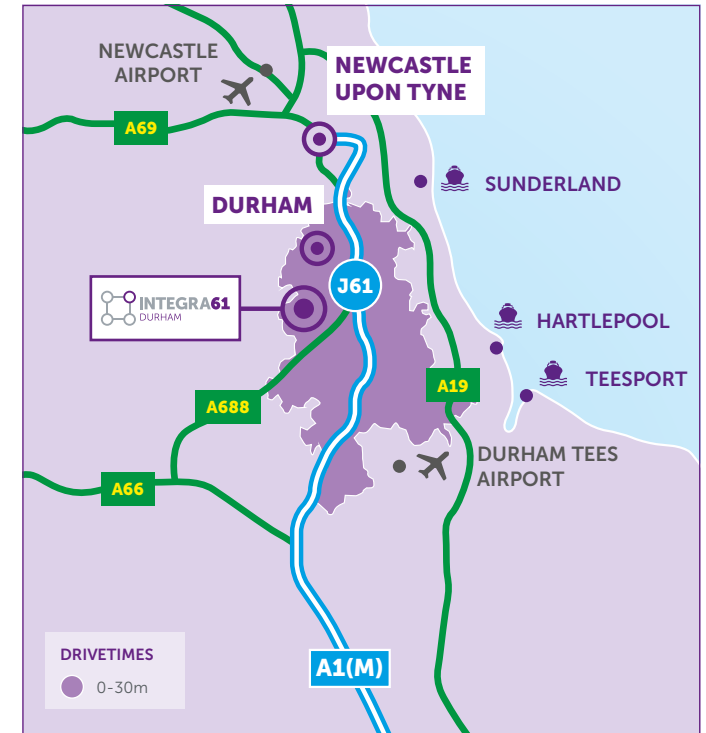 NEWCASTLE
AIRPORT
NEWCASTLE
UPON TYNE
A69
SUNDERLAND
DURHAM
J61
INTEGRA61
DURHAM
HARTLEPOOL
TEESPORT
A19
A688
DURHAM TEES
AIRPORT
A66
A1(M)
DRIVETIMES
0-30m